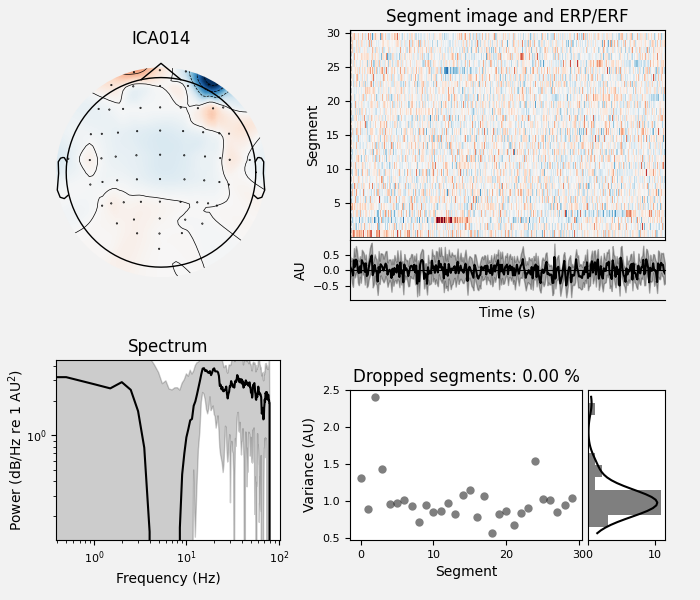 ICA014
Segment image and ERP/ERF
30
25
20
15
10
5
Segment
0.5
0.0
−0.5
AU
Time (s)
Spectrum
10⁰
Power (dB/Hz re 1 AU²)
10⁰ 10¹ 10²
Frequency (Hz)
Dropped segments: 0.00 %
2.5
2.0
1.5
1.0
0.5
Variance (AU)
0 10 20 30
Segment
0 10